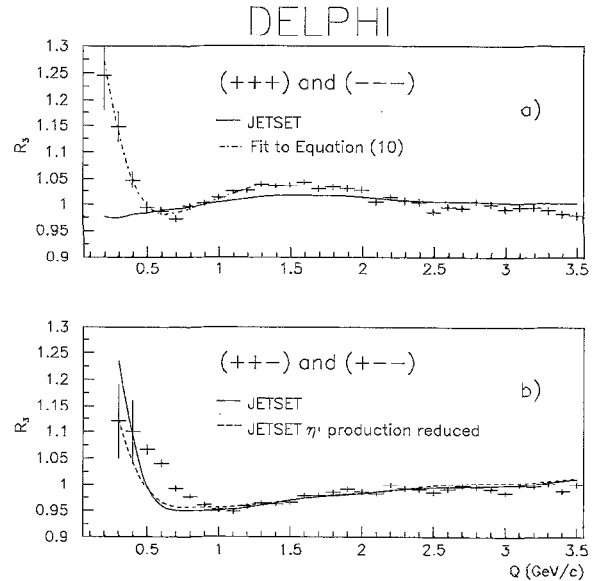 DELPHI
R3
1.3
1.25
1.2
1.15
1.1
1.05
1
0.95
0.9
(+++) and (---)
a)
JETSET
Fit to Equation (10)
0.5 1 1.5 2 2.5 3 3.5
R3
1.3
1.25
1.2
1.15
1.1
1.05
1
0.95
0.9
(++-) and (+--)
b)
JETSET
JETSET η' production reduced
0.5 1 1.5 2 2.5 3 3.5
Q (GeV/c)